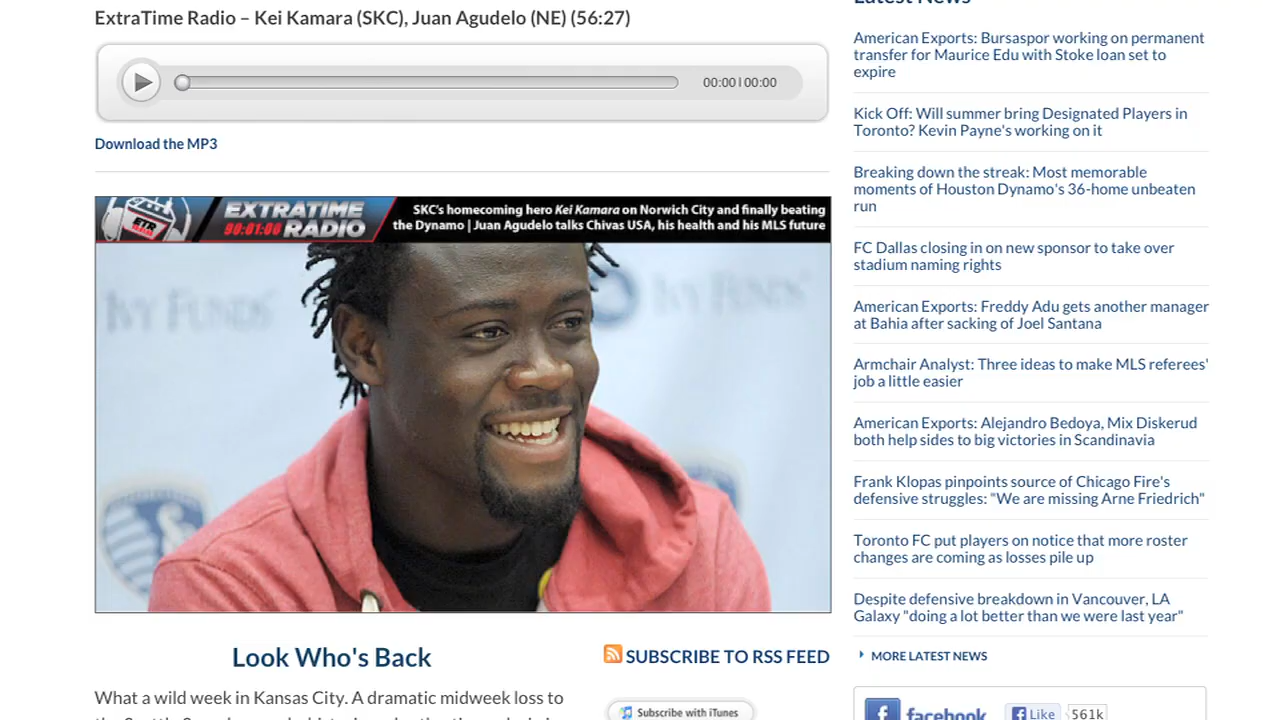 ExtraTime Radio – Kei Kamara (SKC), Juan Agudelo (NE) (56:27)
00:00 | 00:00
Download the MP3
ETR
EXTRATIME
90:01:00 RADIO
SKC's homecoming hero Kei Kamara on Norwich City and finally beating
the Dynamo | Juan Agudelo talks Chivas USA, his health and his MLS future
IVY FUNDS
IVY FUNDS
Look Who's Back
SUBSCRIBE TO RSS FEED
What a wild week in Kansas City. A dramatic midweek loss to
Subscribe with iTunes
Latest News
American Exports: Bursaspor working on permanent
transfer for Maurice Edu with Stoke loan set to
expire
Kick Off: Will summer bring Designated Players in
Toronto? Kevin Payne's working on it
Breaking down the streak: Most memorable
moments of Houston Dynamo's 36-home unbeaten
run
FC Dallas closing in on new sponsor to take over
stadium naming rights
American Exports: Freddy Adu gets another manager
at Bahia after sacking of Joel Santana
Armchair Analyst: Three ideas to make MLS referees'
job a little easier
American Exports: Alejandro Bedoya, Mix Diskerud
both help sides to big victories in Scandinavia
Frank Klopas pinpoints source of Chicago Fire's
defensive struggles: "We are missing Arne Friedrich"
Toronto FC put players on notice that more roster
changes are coming as losses pile up
Despite defensive breakdown in Vancouver, LA
Galaxy "doing a lot better than we were last year"
MORE LATEST NEWS
facebook
Like
561k